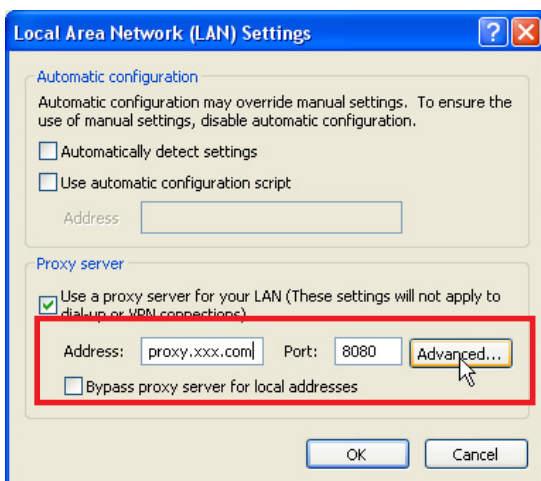 Local Area Network (LAN) Settings
Automatic configuration
Automatic configuration may override manual settings. To ensure the
use of manual settings, disable automatic configuration.
Automatically detect settings
Use automatic configuration script
Address
Proxy server
Use a proxy server for your LAN (These settings will not apply to
dial-up or VPN connections)
Address: proxy.xxx.com Port: 8080 Advanced...
Bypass proxy server for local addresses
OK Cancel